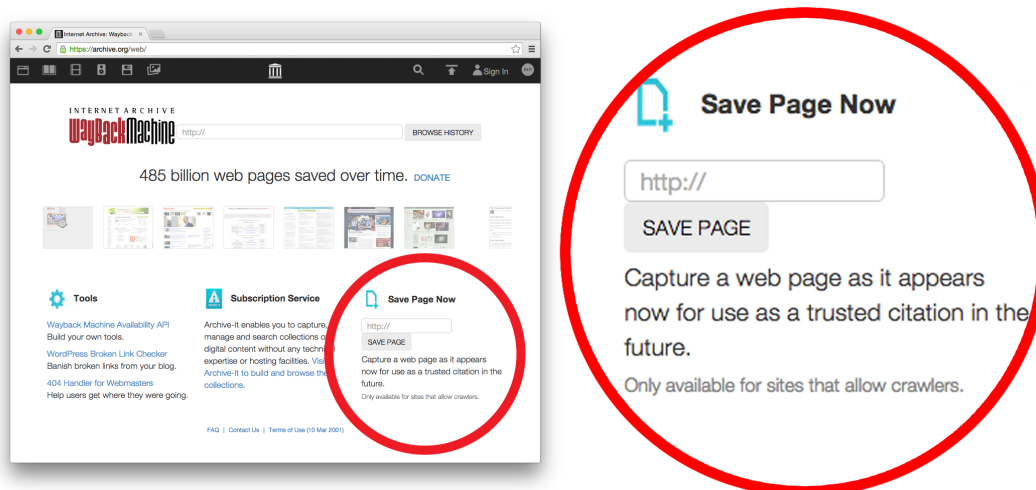 Internet Archive: Wayback
https://archive.org/web/
Sign In
INTERNET ARCHIVE
WayBackMachine
http://
BROWSE HISTORY
485 billion web pages saved over time. DONATE
Tools
Wayback Machine Availability API
Build your own tools.
WordPress Broken Link Checker
Banish broken links from your blog.
404 Handler for Webmasters
Help users get where they were going.
Subscription Service
Archive-It enables you to capture,
manage and search collections o
digital content without any techni
expertise or hosting facilities. Visi
Archive-It to build and browse the
collections.
Save Page Now
http://
SAVE PAGE
Capture a web page as it appears
now for use as a trusted citation in the
future.
Only available for sites that allow crawlers.
FAQ | Contact Us | Terms of Use (10 Mar 2001)
Save Page Now
http://
SAVE PAGE
Capture a web page as it appears
now for use as a trusted citation in the
future.
Only available for sites that allow crawlers.